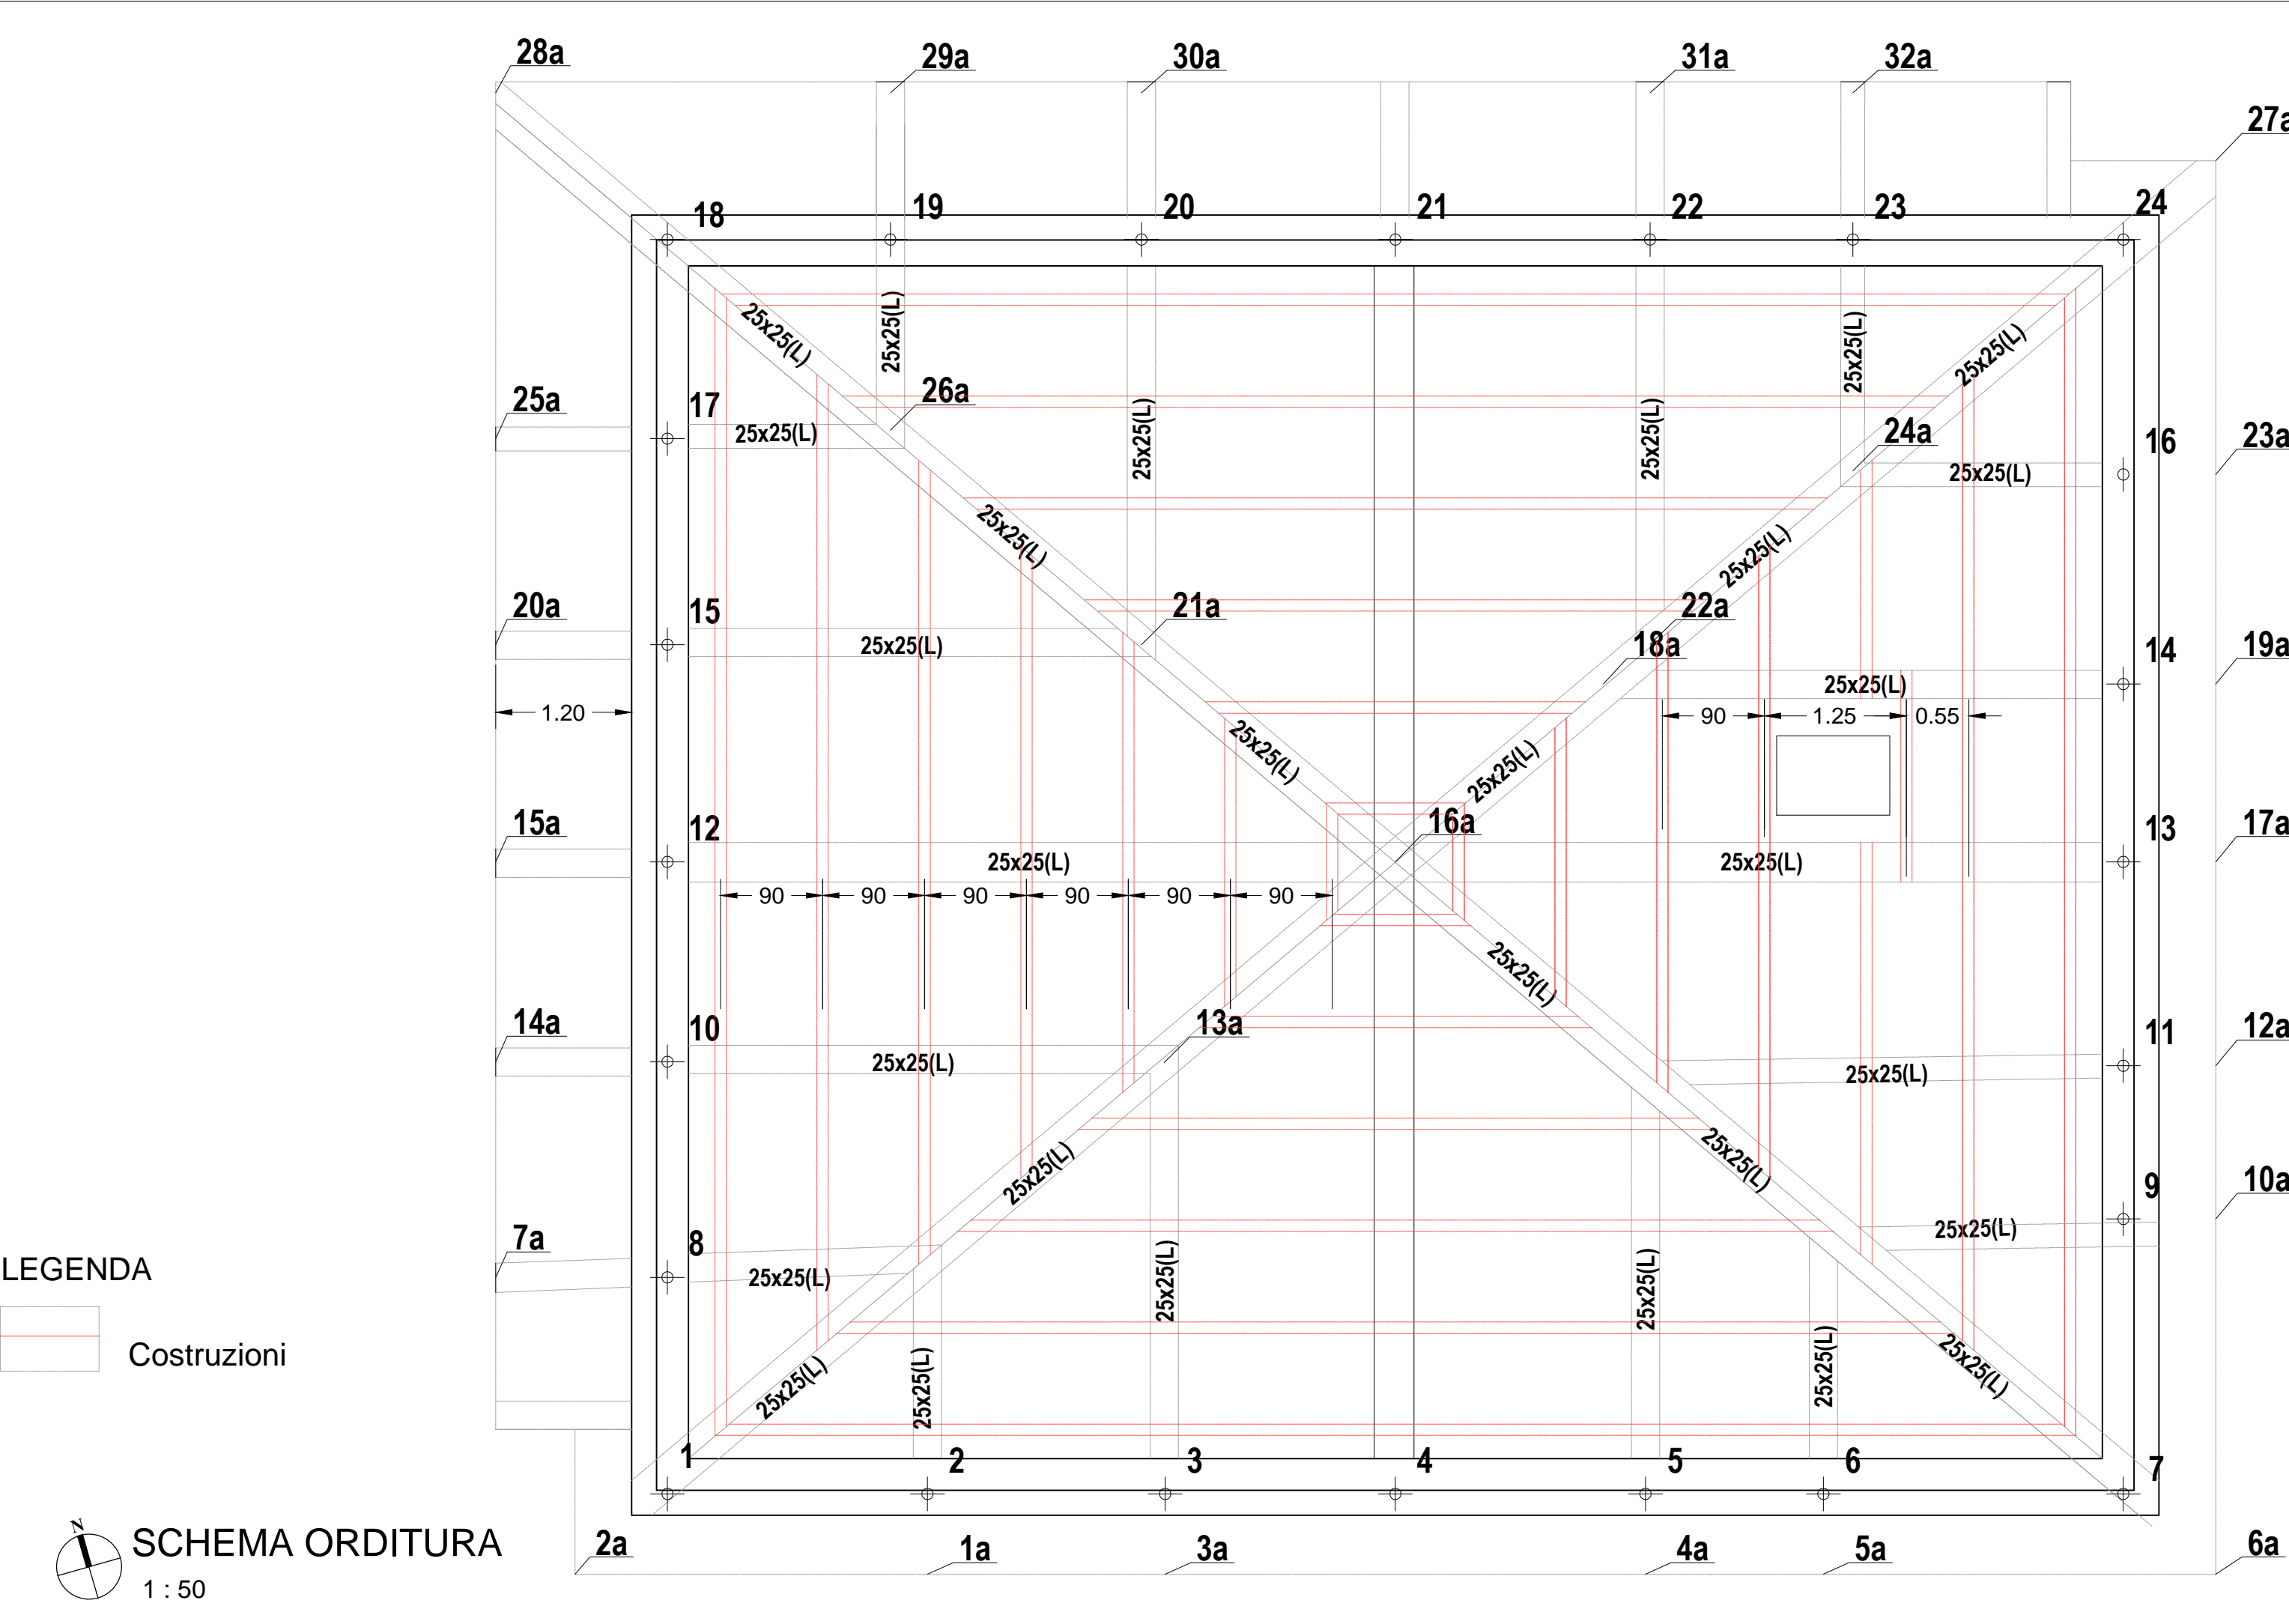 28a
29a
30a
31a
32a
27a
18
19
20
21
22
23
24
25x25(L)
25x25(L)
25x25(L)
25x25(L)
25a
17
26a
25x25(L)
25x25(L)
25x25(L)
24a
16
23a
25x25(L)
25x25(L)
25x25(L)
20a
15
21a
22a
25x25(L)
18a
14
19a
25x25(L)
1.20
90
1.25
0.55
25x25(L)
25x25(L)
15a
12
16a
13
17a
25x25(L)
25x25(L)
90
90
90
90
90
90
25x25(L)
14a
10
13a
11
12a
25x25(L)
25x25(L)
25x25(L)
25x25(L)
9
10a
7a
8
25x25(L)
25x25(L)
25x25(L)
25x25(L)
LEGENDA
Costruzioni
25x25(L)
25x25(L)
25x25(L)
25x25(L)
1
2
3
4
5
6
7
N
SCHEMA ORDITURA
1 : 50
2a
1a
3a
4a
5a
6a